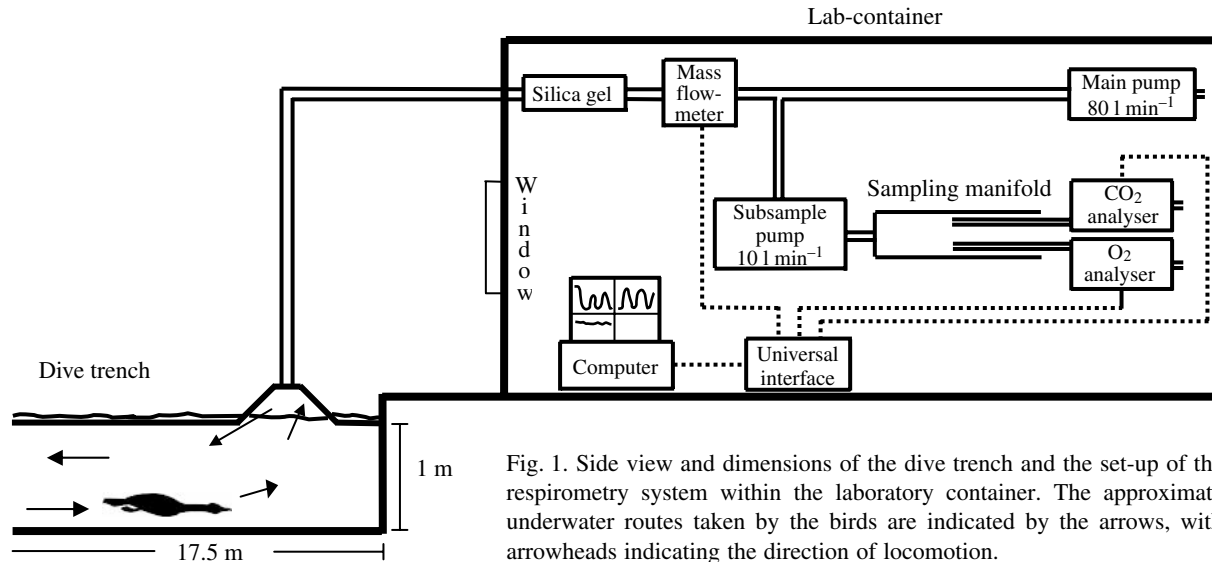 Lab-container
Silica gel
Mass
flow-
meter
Main pump
80 l min–1
Window
Sampling manifold
CO2
analyser
Subsample
pump
10 l min–1
O2
analyser
Computer
Universal
interface
Dive trench
1 m
17.5 m
Fig. 1. Side view and dimensions of the dive trench and the set-up of th
respirometry system within the laboratory container. The approximat
underwater routes taken by the birds are indicated by the arrows, wit
arrowheads indicating the direction of locomotion.